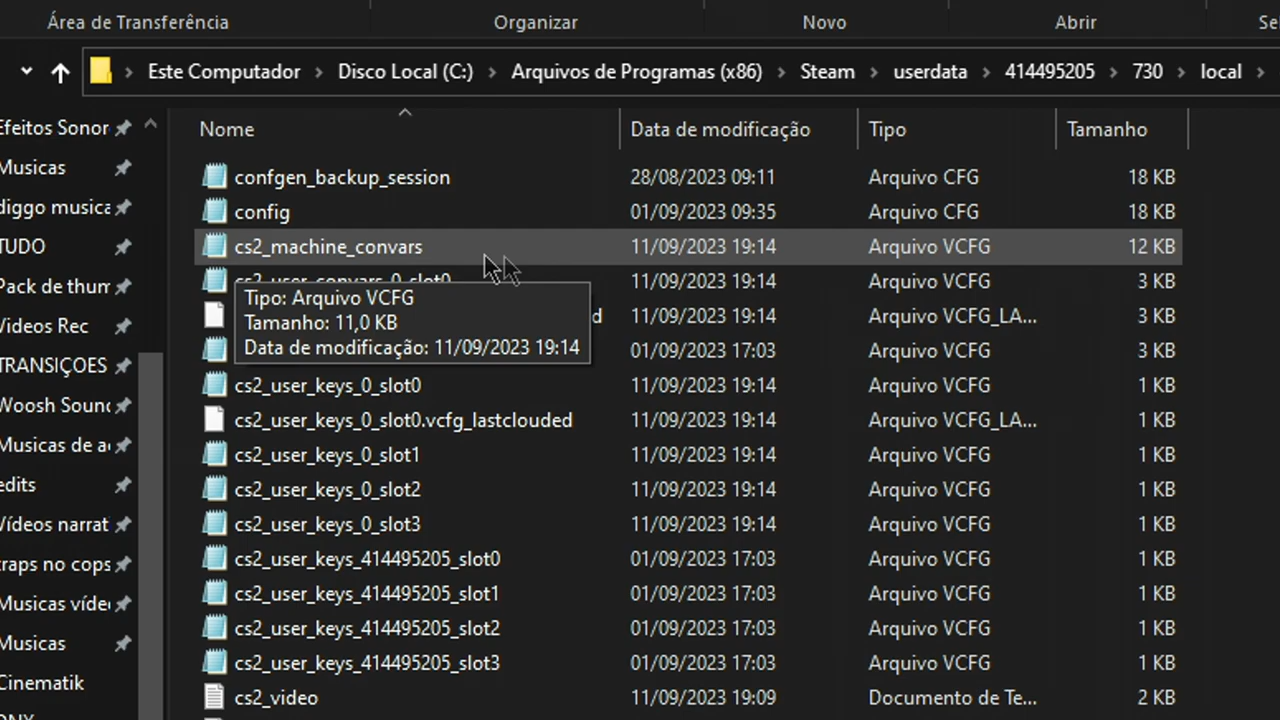 Área de Transferência Organizar Novo Abrir
Este Computador Disco Local (C:) Arquivos de Programas (x86) Steam userdata 414495205 730 local
Nome Data de modificação Tipo Tamanho
Efeitos Sonor
Musicas
diggo musica
TUDO
Pack de thum
Videos Rec
TRANSIÇOES
Woosh Sound
Musicas de a
edits
Vídeos narrat
traps no cops
Musicas víde
Musicas
Cinematik
confgen_backup_session 28/08/2023 09:11 Arquivo CFG 18 KB
config 01/09/2023 09:35 Arquivo CFG 18 KB
cs2_machine_convars 11/09/2023 19:14 Arquivo VCFG 12 KB
cs2_user_convars_0_slot0 11/09/2023 19:14 Arquivo VCFG 3 KB
d 11/09/2023 19:14 Arquivo VCFG_LA... 3 KB
01/09/2023 17:03 Arquivo VCFG 3 KB
Tipo: Arquivo VCFG
Tamanho: 11,0 KB
Data de modificação: 11/09/2023 19:14
cs2_user_keys_0_slot0 11/09/2023 19:14 Arquivo VCFG 1 KB
cs2_user_keys_0_slot0.vcfg_lastclouded 11/09/2023 19:14 Arquivo VCFG_LA... 1 KB
cs2_user_keys_0_slot1 11/09/2023 19:14 Arquivo VCFG 1 KB
cs2_user_keys_0_slot2 11/09/2023 19:14 Arquivo VCFG 1 KB
cs2_user_keys_0_slot3 11/09/2023 19:14 Arquivo VCFG 1 KB
cs2_user_keys_414495205_slot0 01/09/2023 17:03 Arquivo VCFG 1 KB
cs2_user_keys_414495205_slot1 01/09/2023 17:03 Arquivo VCFG 1 KB
cs2_user_keys_414495205_slot2 01/09/2023 17:03 Arquivo VCFG 1 KB
cs2_user_keys_414495205_slot3 01/09/2023 17:03 Arquivo VCFG 1 KB
cs2_video 11/09/2023 19:09 Documento de Te... 2 KB